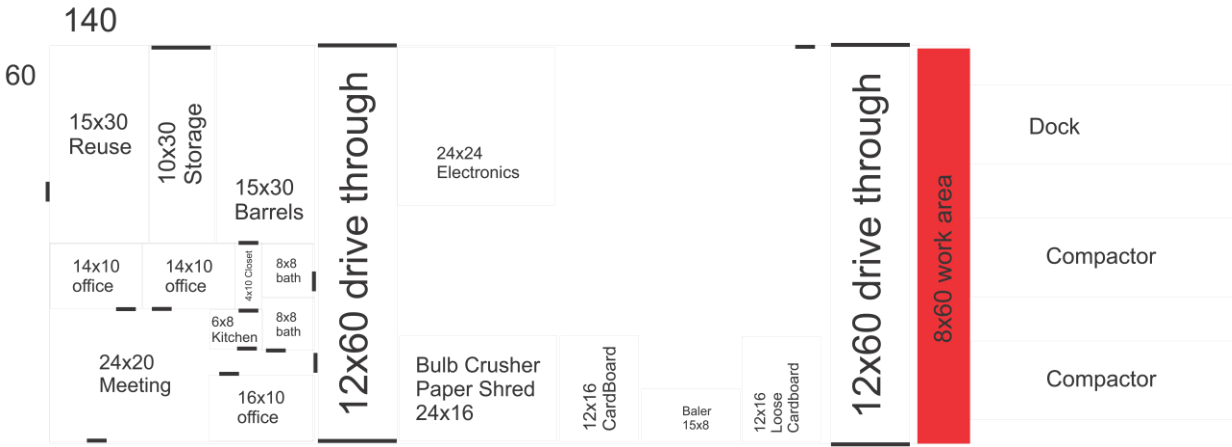 140
60
15x30
Reuse
10x30
Storage
15x30
Barrels
12x60 drive through
24x24
Electronics
12x60 drive through
8x60 work area
Dock
Compactor
Compactor
14x10
office
14x10
office
4x10 Closet
8x8
bath
6x8
Kitchen
8x8
bath
24x20
Meeting
16x10
office
Bulb Crusher
Paper Shred
24x16
12x16
CardBoard
Baler
15x8
12x16
Loose
Cardboard